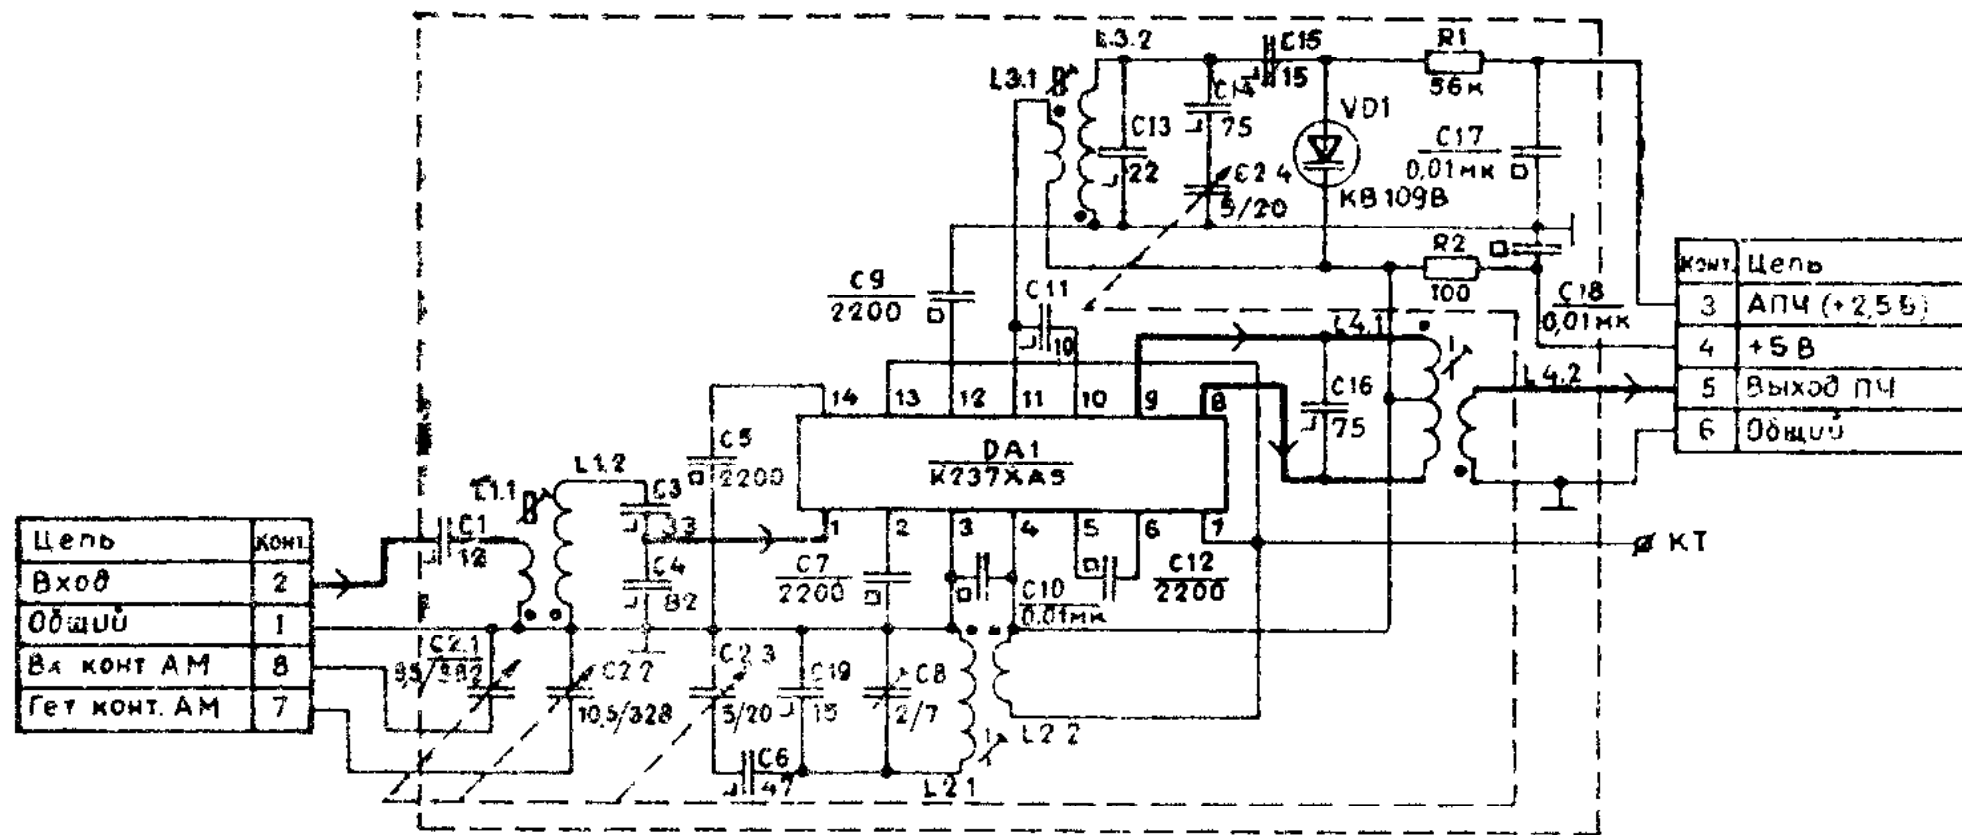 L3.2
C15
15
R1
56к
L3.1
C14
75
VD1
КВ109В
C13
22
C2 4
5/20
C17
0,01мк
R2
100
C9
2200
C11
10
C18
0,01мк
Конт. Цепь
3 АПЧ (+2,5В)
4 +5 В
5 Выход ПЧ
6 Общий
L4.1
L4.2
C16
75
14 13 12 11 10 9 8
DA1
К237ХА5
1 2 3 4 5 6 7
C5
2200
L1.1
L1.2
C3
33
C4
82
C1
12
C7
2200
C10
0.01мк
C12
2200
КТ
Цепь Конт.
Вход 2
Общий 1
Вх конт АМ 8
Гет конт. АМ 7
C2.1
C2 2
10,5/328
C2 3
5/20
C19
15
C8
2/7
C6
47
L2 1
L2 2